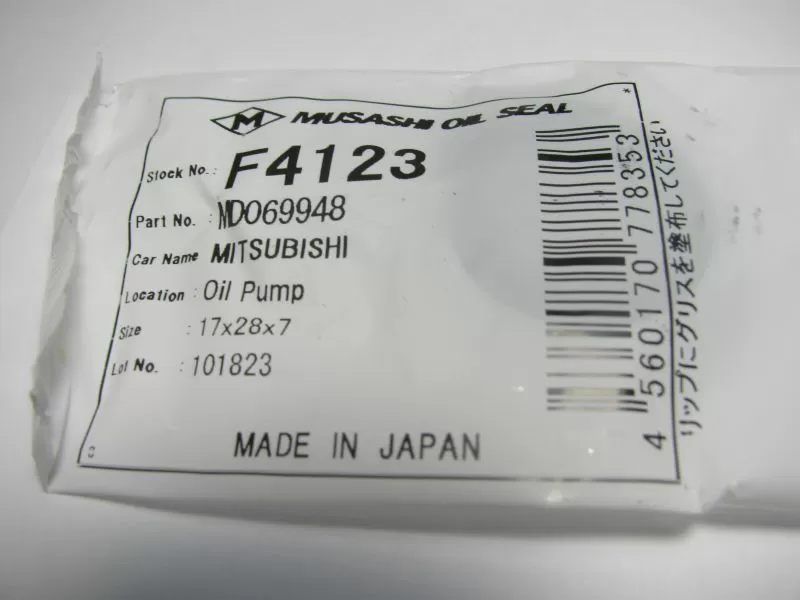 M MUSASHI OIL SEAL
Stock No. : F4123
Part No. : MD069948
Car Name MITSUBISHI
Location : Oil Pump
Size : 17x28x7
Lot No. : 101823
MADE IN JAPAN
4 560170 778353
リップにグリスを塗布してください